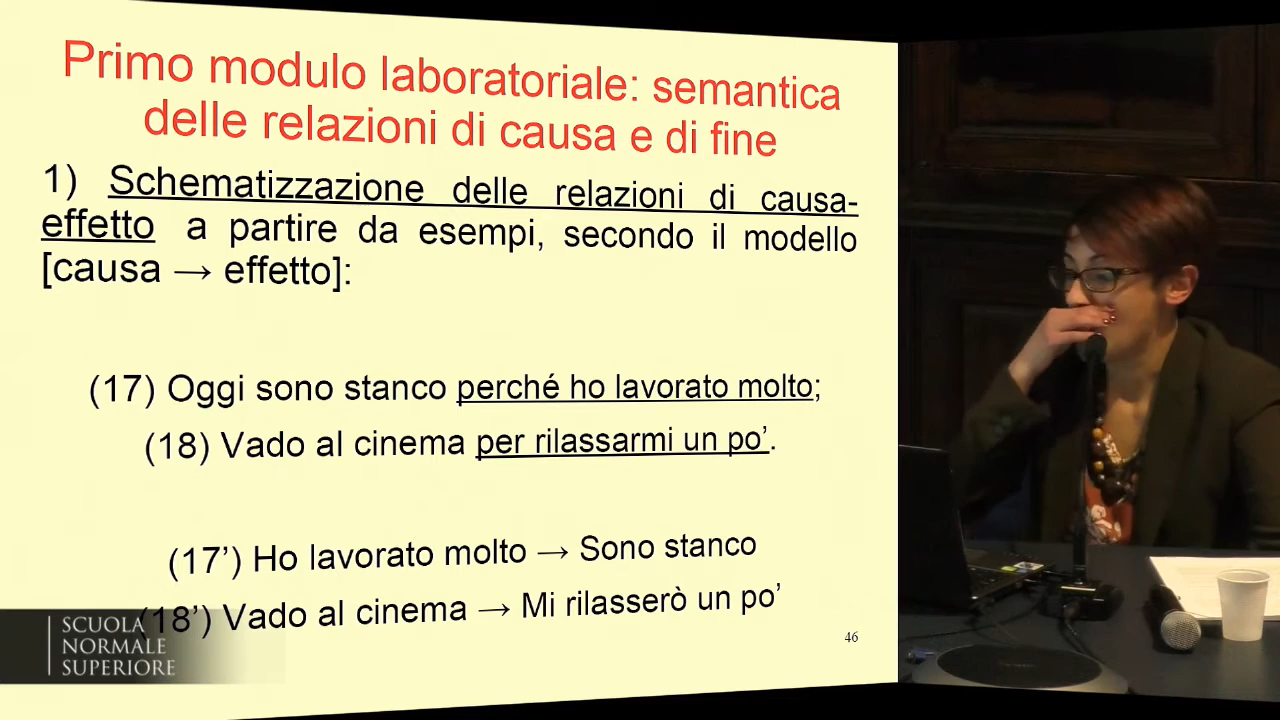 Primo modulo laboratoriale: semantica
delle relazioni di causa e di fine
1) Schematizzazione delle relazioni di causa-
effetto a partire da esempi, secondo il modello
[causa → effetto]:
(17) Oggi sono stanco perché ho lavorato molto;
(18) Vado al cinema per rilassarmi un po’.
(17’) Ho lavorato molto → Sono stanco
(18’) Vado al cinema → Mi rilasserò un po’
46
SCUOLA
NORMALE
SUPERIORE